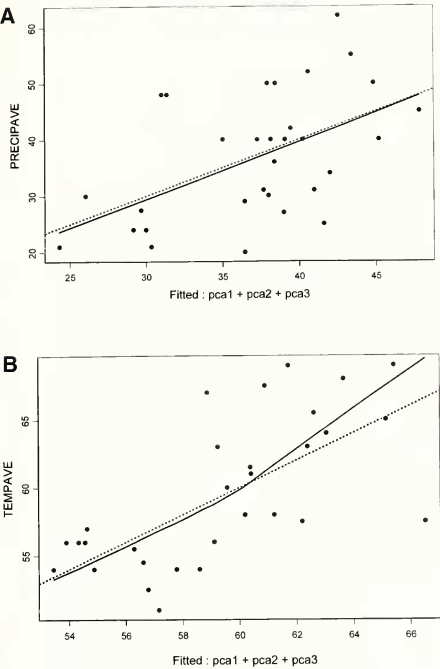 A
60
50
40
30
20
PRECIPAVE
25 30 35 40 45
Fitted : pca1 + pca2 + pca3
B
65
60
55
TEMPAVE
54 56 58 60 62 64 66
Fitted : pca1 + pca2 + pca3